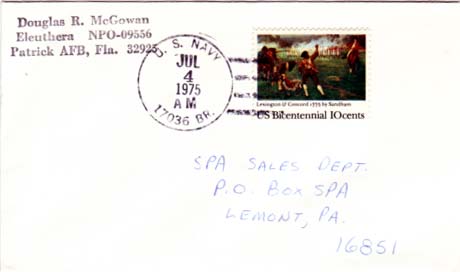 Douglas R. McGowan
Eleuthera NPO-09556
Patrick AFB, Fla. 32925
U. S. NAVY
JUL
4
1975
AM
17036 BR.
Lexington & Concord 1775 by Sandham
US Bicentennial 10cents
SPA SALES DEPT.
P.O. BOX SPA
LEMONT, PA.
16851